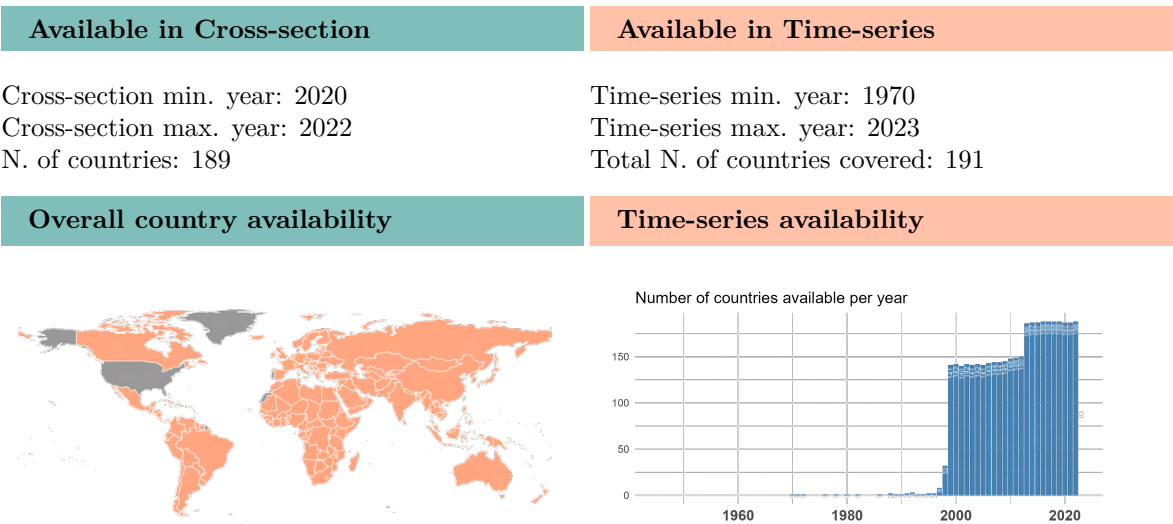 Available in Cross-section
Available in Time-series
Cross-section min. year: 2020
Cross-section max. year: 2022
N. of countries: 189
Time-series min. year: 1970
Time-series max. year: 2023
Total N. of countries covered: 191
Overall country availability
Time-series availability
Number of countries available per year
150
100
50
0
93
1960
1980
2000
2020